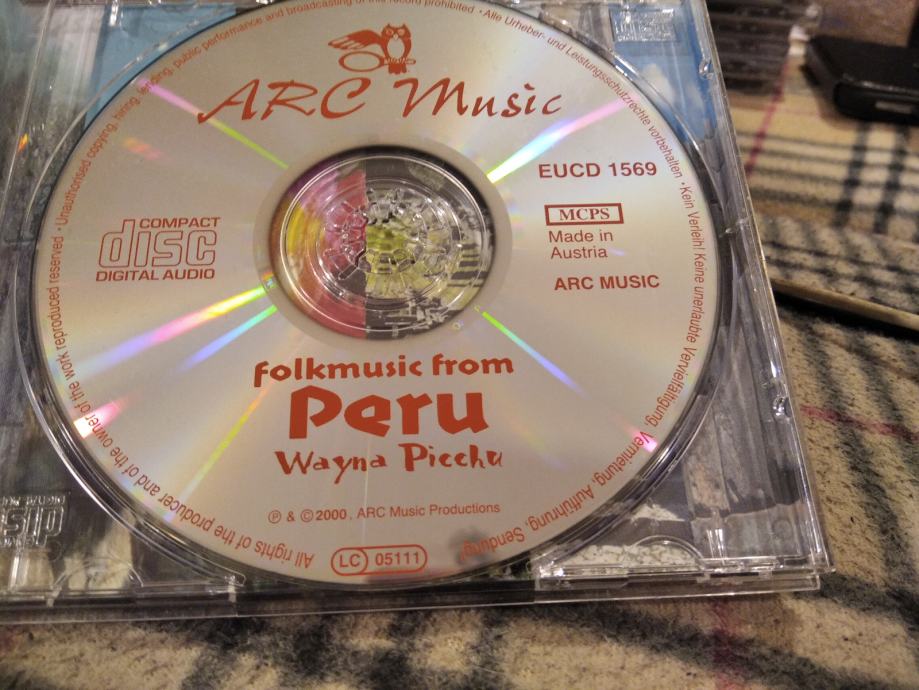 ARC Music
EUCD 1569
MCPS
Made in
Austria
ARC MUSIC
COMPACT
disc
DIGITAL AUDIO
folkmusic from
Peru
Wayna Picchu
℗ & ©2000, ARC Music Productions
LC 05111
All rights of the producer and of the owner of the work reproduced reserved • Unauthorised copying, hiring, lending, public performance and broadcasting of this record prohibited • Alle Urheber- und Leistungsschutzrechte vorbehalten • Kein Verleih! Keine unerlaubte Vervielfältigung, Vermietung, Aufführung, Sendung